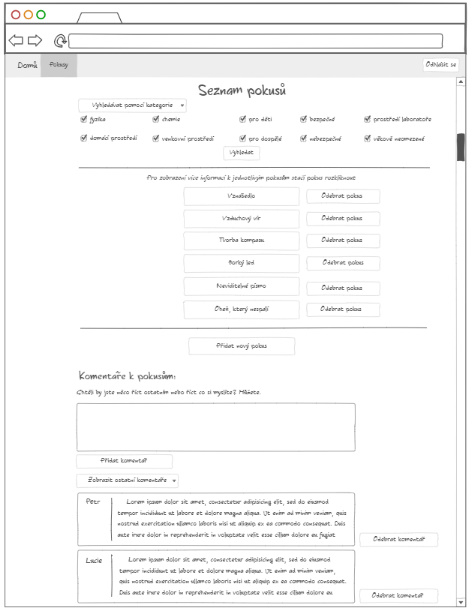 Domů Pokusy Odhlásit se
Seznam pokusů
Vyhledávat pomocí kategorie
fyzika chemie pro děti bezpečné prostředí laboratoře
domácí prostředí venkovní prostředí pro dospělé nebezpečné věkově neomezené
Vyhledat
Pro zobrazení více informací k jednotlivým pokusům stačí pokus rozkliknout
Vznášedlo Odebrat pokus
Vzduchový vír Odebrat pokus
Tvorba kompasu Odebrat pokus
Horký led Odebrat pokus
Neviditelné písmo Odebrat pokus
Oheň, který nespálí Odebrat pokus
Přidat nový pokus
Komentáře k pokusům:
Chtěli by jste něco říct ostatním nebo říct co si myslíte? Můžete.
Přidat komentář
Zobrazit ostatní komentáře
Petr Lorem ipsum dolor sit amet, consectetur adipisicing elit, sed do eiusmod
tempor incididunt ut labore et dolore magna aliqua. Ut enim ad minim veniam, quis
nostrud exercitation ullamco laboris nisi ut aliquip ex ea commodo consequat. Duis
aute irure dolor in reprehenderit in voluptate velit esse cillum dolore eu fugiat
Odebrat komentář
Lucie Lorem ipsum dolor sit amet, consectetur adipisicing elit, sed do eiusmod
tempor incididunt ut labore et dolore magna aliqua. Ut enim ad minim veniam,
quis nostrud exercitation ullamco laboris nisi ut aliquip ex ea commodo consequat.
Duis aute irure dolor in reprehenderit in voluptate velit esse cillum dolore eu
Odebrat komentář